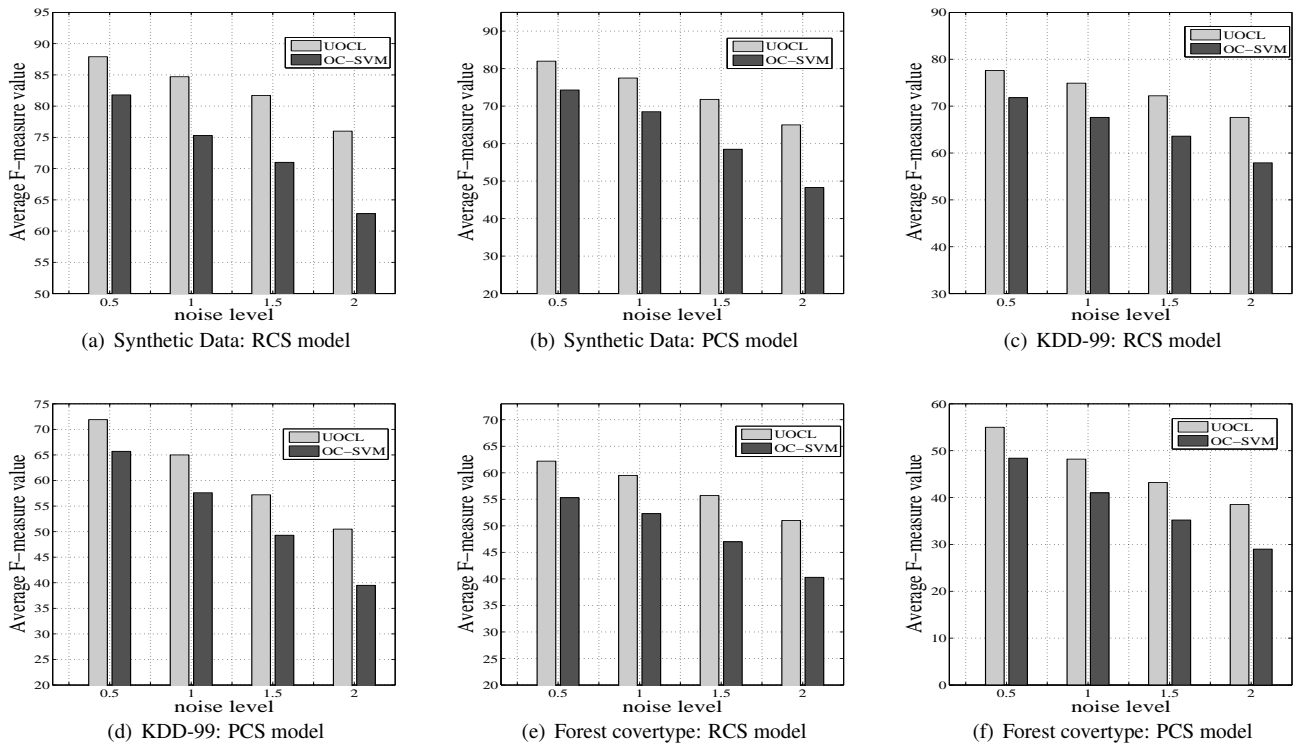 95
90
85
80
75
70
65
60
55
50
Average F−measure value
UOCL
OC−SVM
0.5 1 1.5 2
noise level
(a) Synthetic Data: RCS model
90
80
70
60
50
40
30
20
Average F−measure value
UOCL
OC−SVM
0.5 1 1.5 2
noise level
(b) Synthetic Data: PCS model
90
80
70
60
50
40
30
Average F−measure value
UOCL
OC−SVM
0.5 1 1.5 2
noise level
(c) KDD-99: RCS model
75
70
65
60
55
50
45
40
35
30
25
20
Average F−measure value
UOCL
OC−SVM
0.5 1 1.5 2
noise level
(d) KDD-99: PCS model
70
65
60
55
50
45
40
35
30
25
20
Average F−measure value
UOCL
OC−SVM
0.5 1 1.5 2
noise level
(e) Forest covertype: RCS model
60
50
40
30
20
10
0
Average F−measure value
UOCL
OC−SVM
0.5 1 1.5 2
noise level
(f) Forest covertype: PCS model